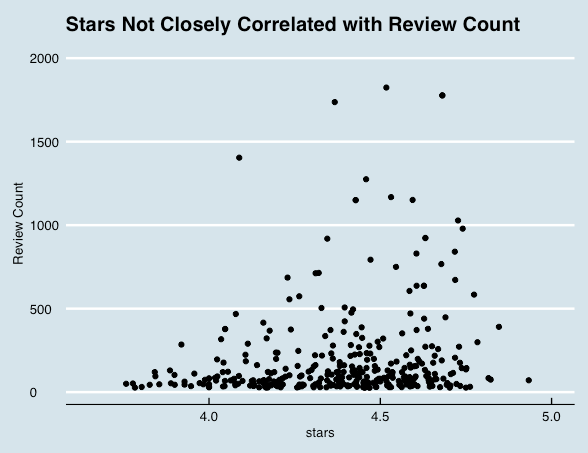 Stars Not Closely Correlated with Review Count
2000
1500
1000
500
0
Review Count
4.0 4.5 5.0
stars